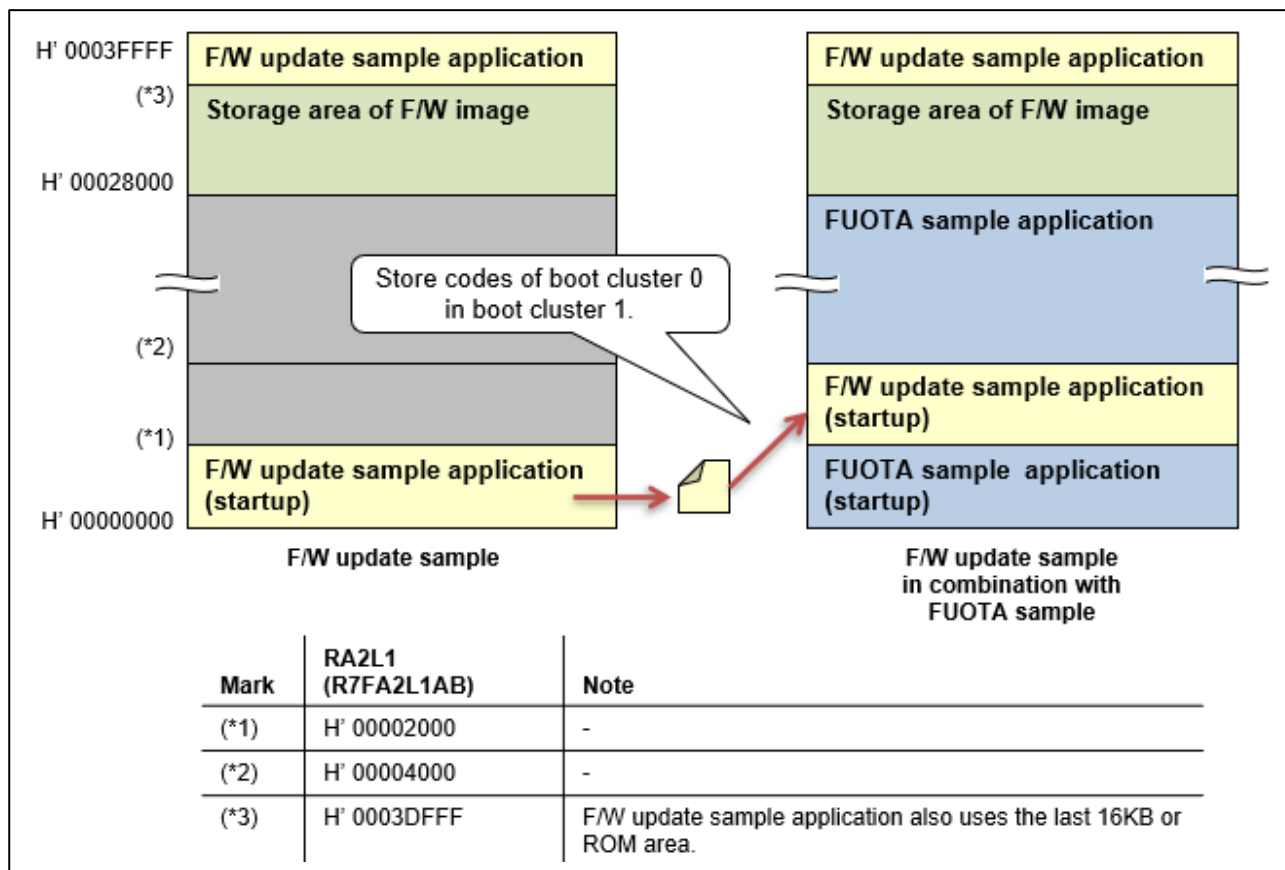 H' 0003FFFF
F/W update sample application
(*3)
Storage area of F/W image
H' 00028000
(*2)
(*1)
F/W update sample application
(startup)
H' 00000000
F/W update sample
Store codes of boot cluster 0
in boot cluster 1.
F/W update sample application
Storage area of F/W image
FUOTA sample application
F/W update sample application
(startup)
FUOTA sample application
(startup)
F/W update sample
in combination with
FUOTA sample
Mark RA2L1 (R7FA2L1AB) Note
(*1) H' 00002000 -
(*2) H' 00004000 -
(*3) H' 0003DFFF F/W update sample application also uses the last 16KB or
ROM area.